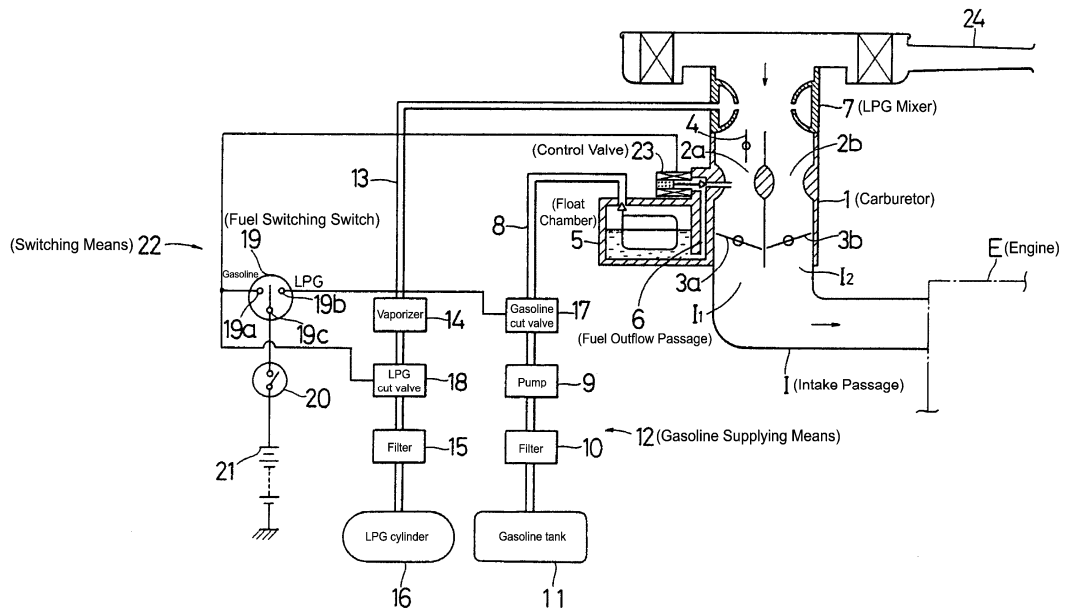 24
7 (LPG Mixer)
4
2a
2b
(Control Valve) 23
13
1 (Carburetor)
(Float
Chamber)
8
5
(Fuel Switching Switch)
(Switching Means) 22
19
3b
E (Engine)
3a
I2
Gasoline
LPG
19b
19a
19c
Vaporizer
14
Gasoline
cut valve
17
6
I1
(Fuel Outflow Passage)
20
LPG
cut valve
18
Pump
9
I (Intake Passage)
21
Filter
15
Filter
10
12 (Gasoline Supplying Means)
LPG cylinder
Gasoline tank
16
11